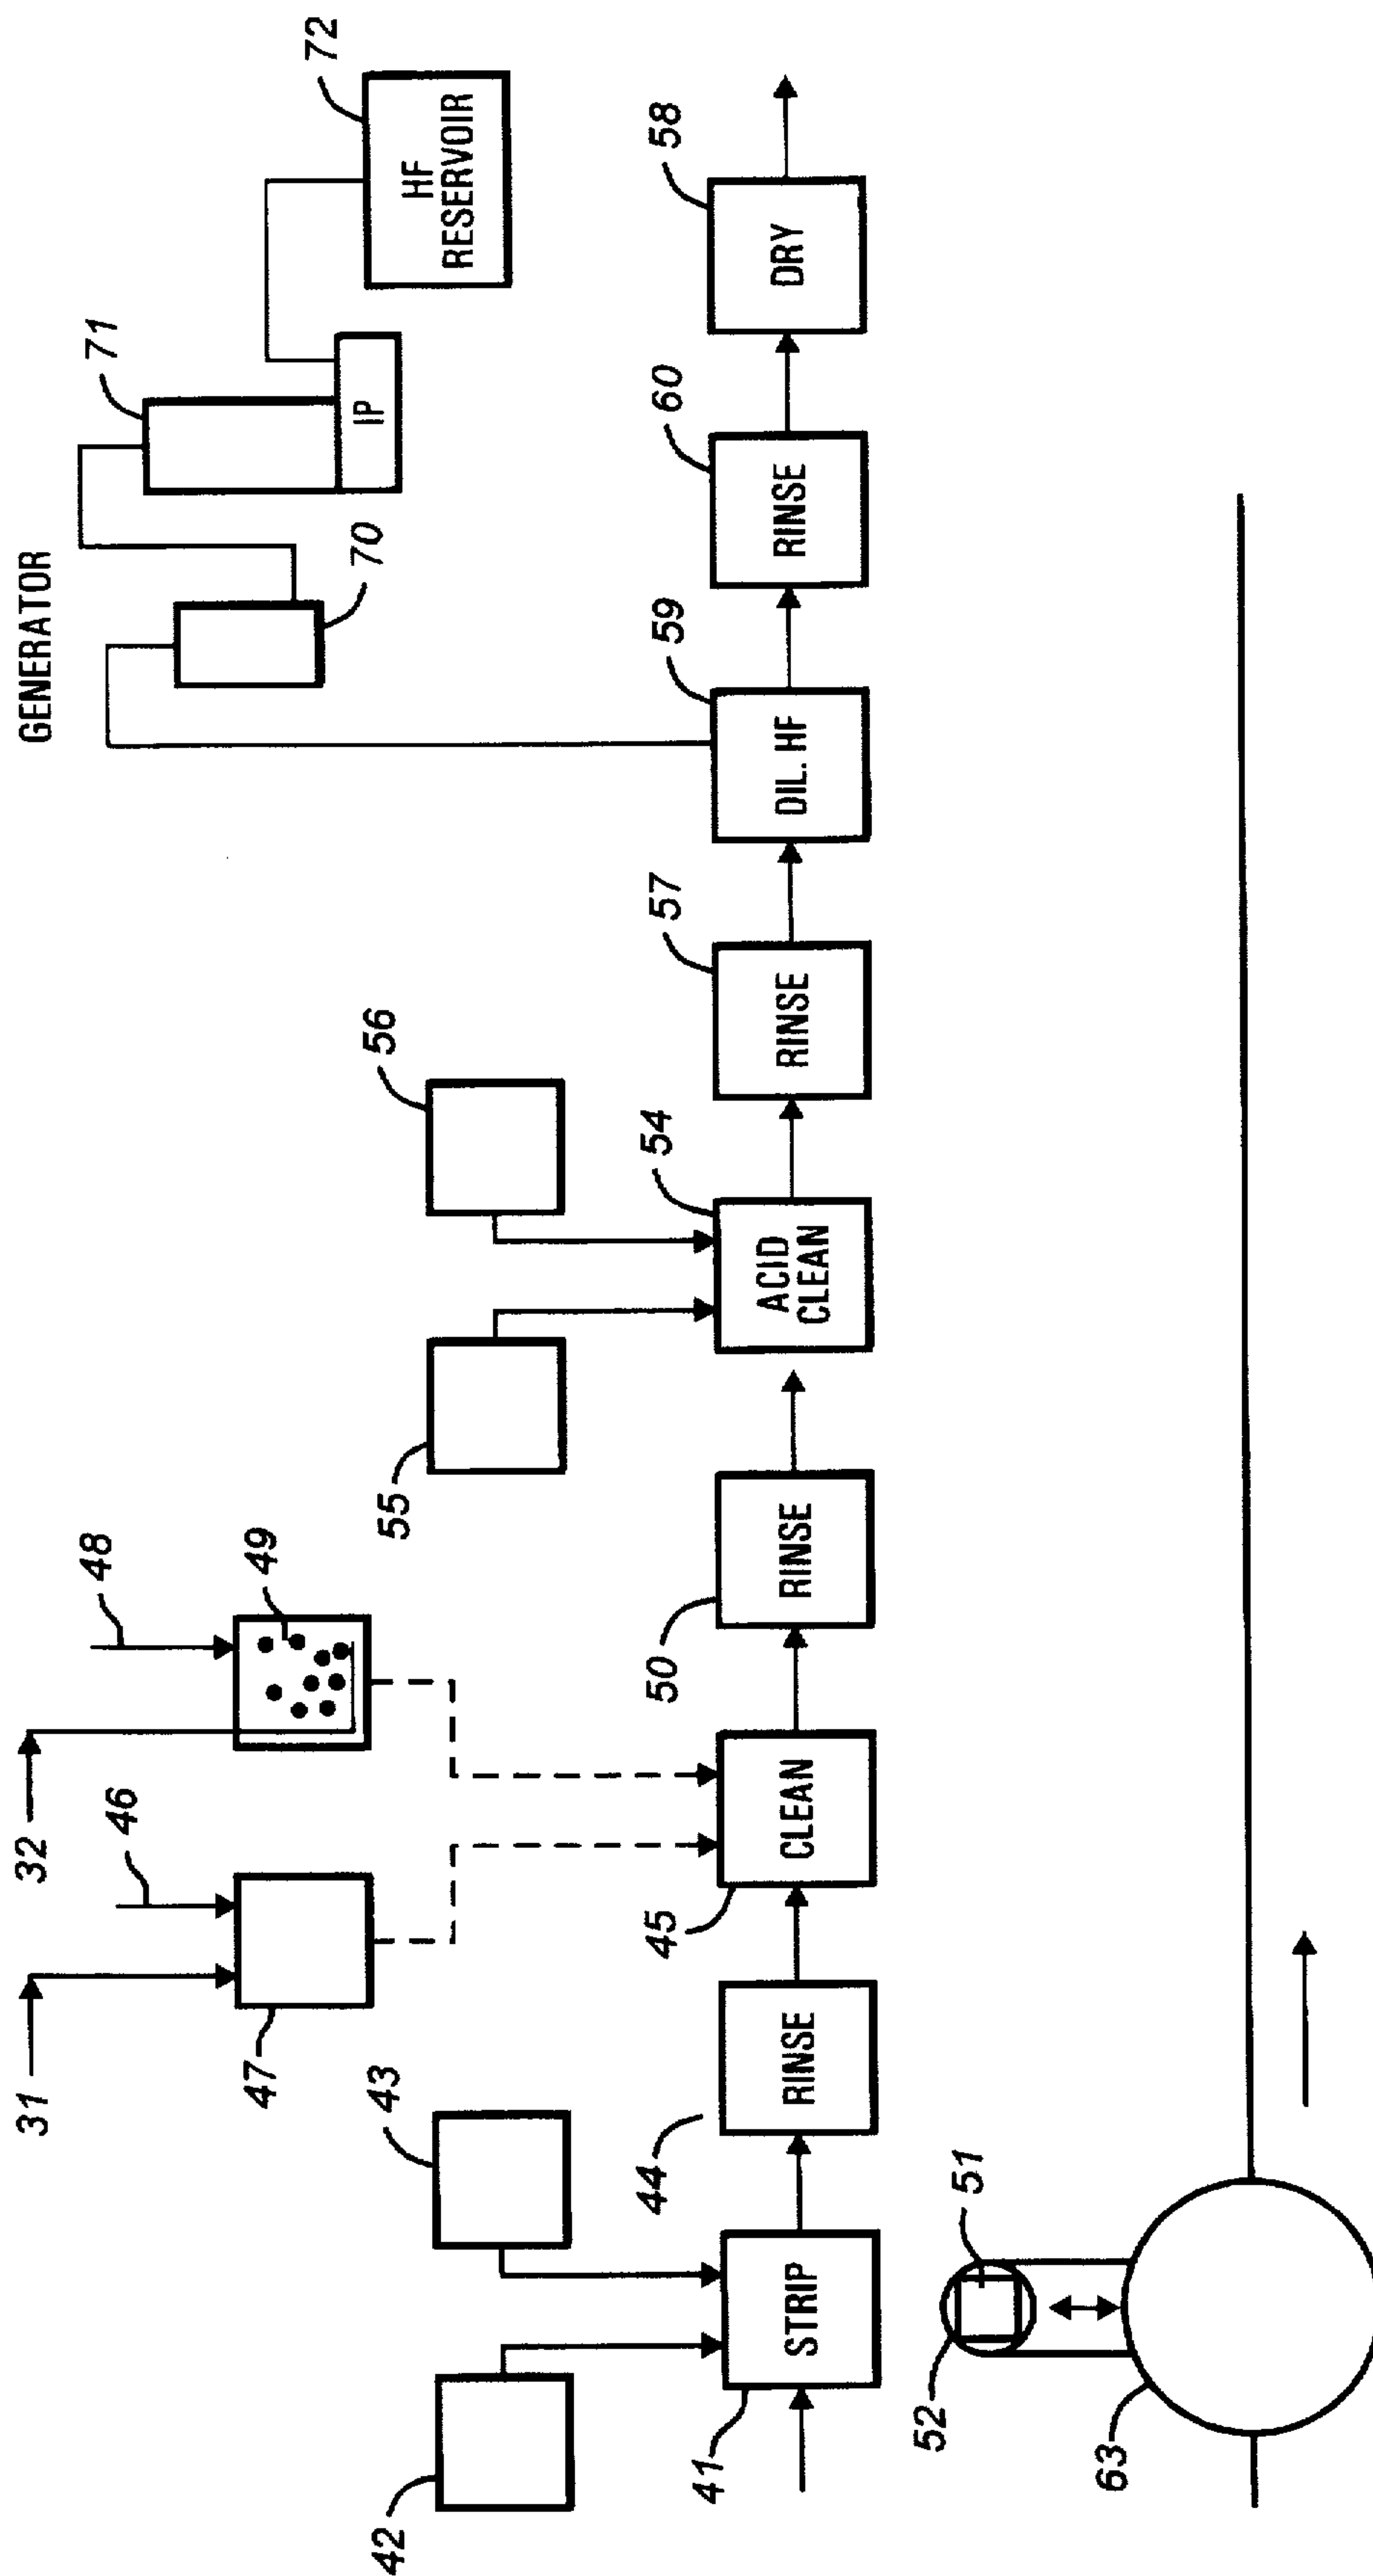 GENERATOR
72
HF
RESERVOIR
71
IP
70
32
48
49
31
46
47
42
43
55
56
41
STRIP
44
RINSE
45
CLEAN
50
RINSE
54
ACID
CLEAN
57
RINSE
59
DIL. HF
60
RINSE
58
DRY
52
51
63